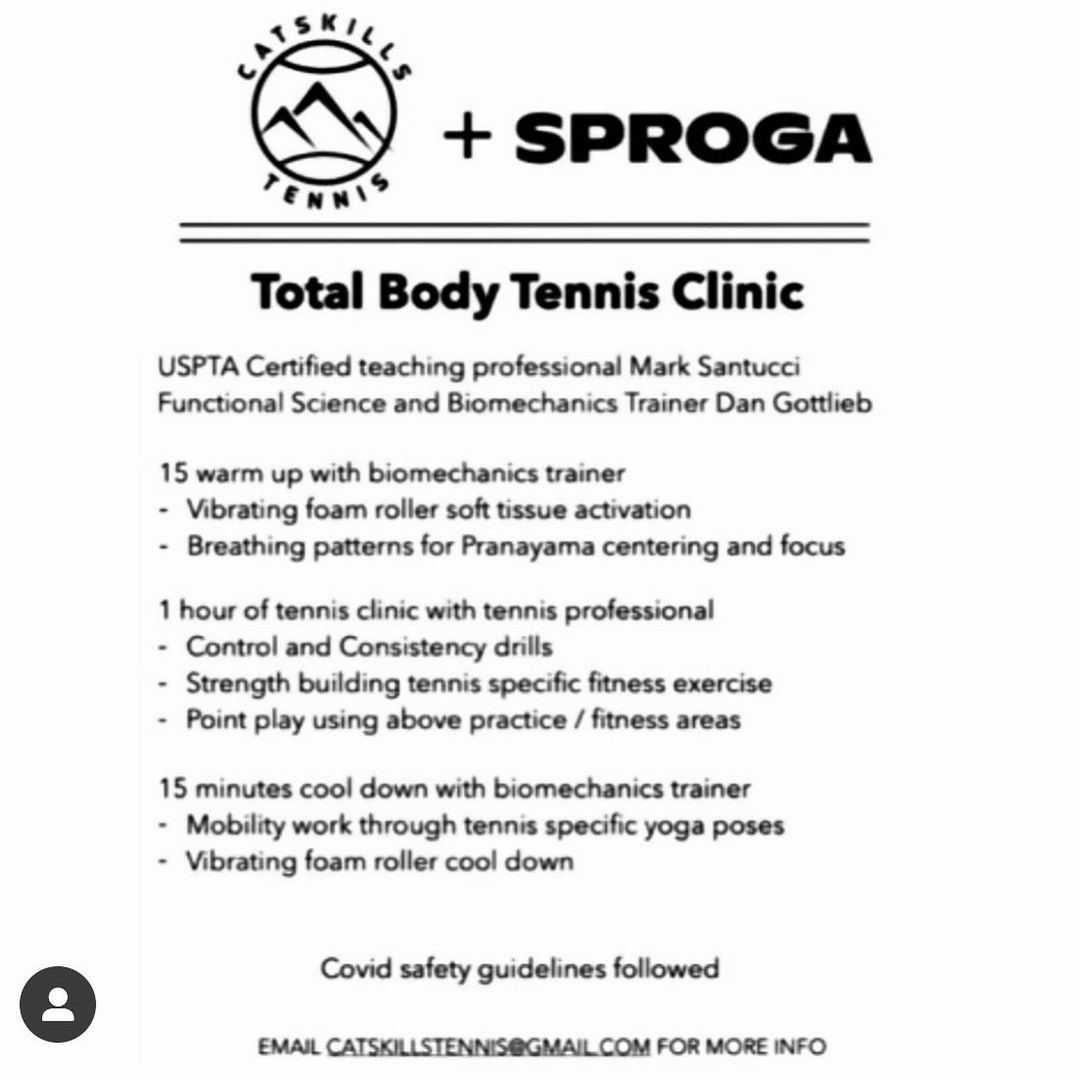 CATSKILLS
TENNIS
+ SPROGA
Total Body Tennis Clinic
USPTA Certified teaching professional Mark Santucci
Functional Science and Biomechanics Trainer Dan Gottlieb
15 warm up with biomechanics trainer
- Vibrating foam roller soft tissue activation
- Breathing patterns for Pranayama centering and focus
1 hour of tennis clinic with tennis professional
- Control and Consistency drills
- Strength building tennis specific fitness exercise
- Point play using above practice / fitness areas
15 minutes cool down with biomechanics trainer
- Mobility work through tennis specific yoga poses
- Vibrating foam roller cool down
Covid safety guidelines followed
EMAIL CATSKILLSTENNIS@GMAIL.COM FOR MORE INFO